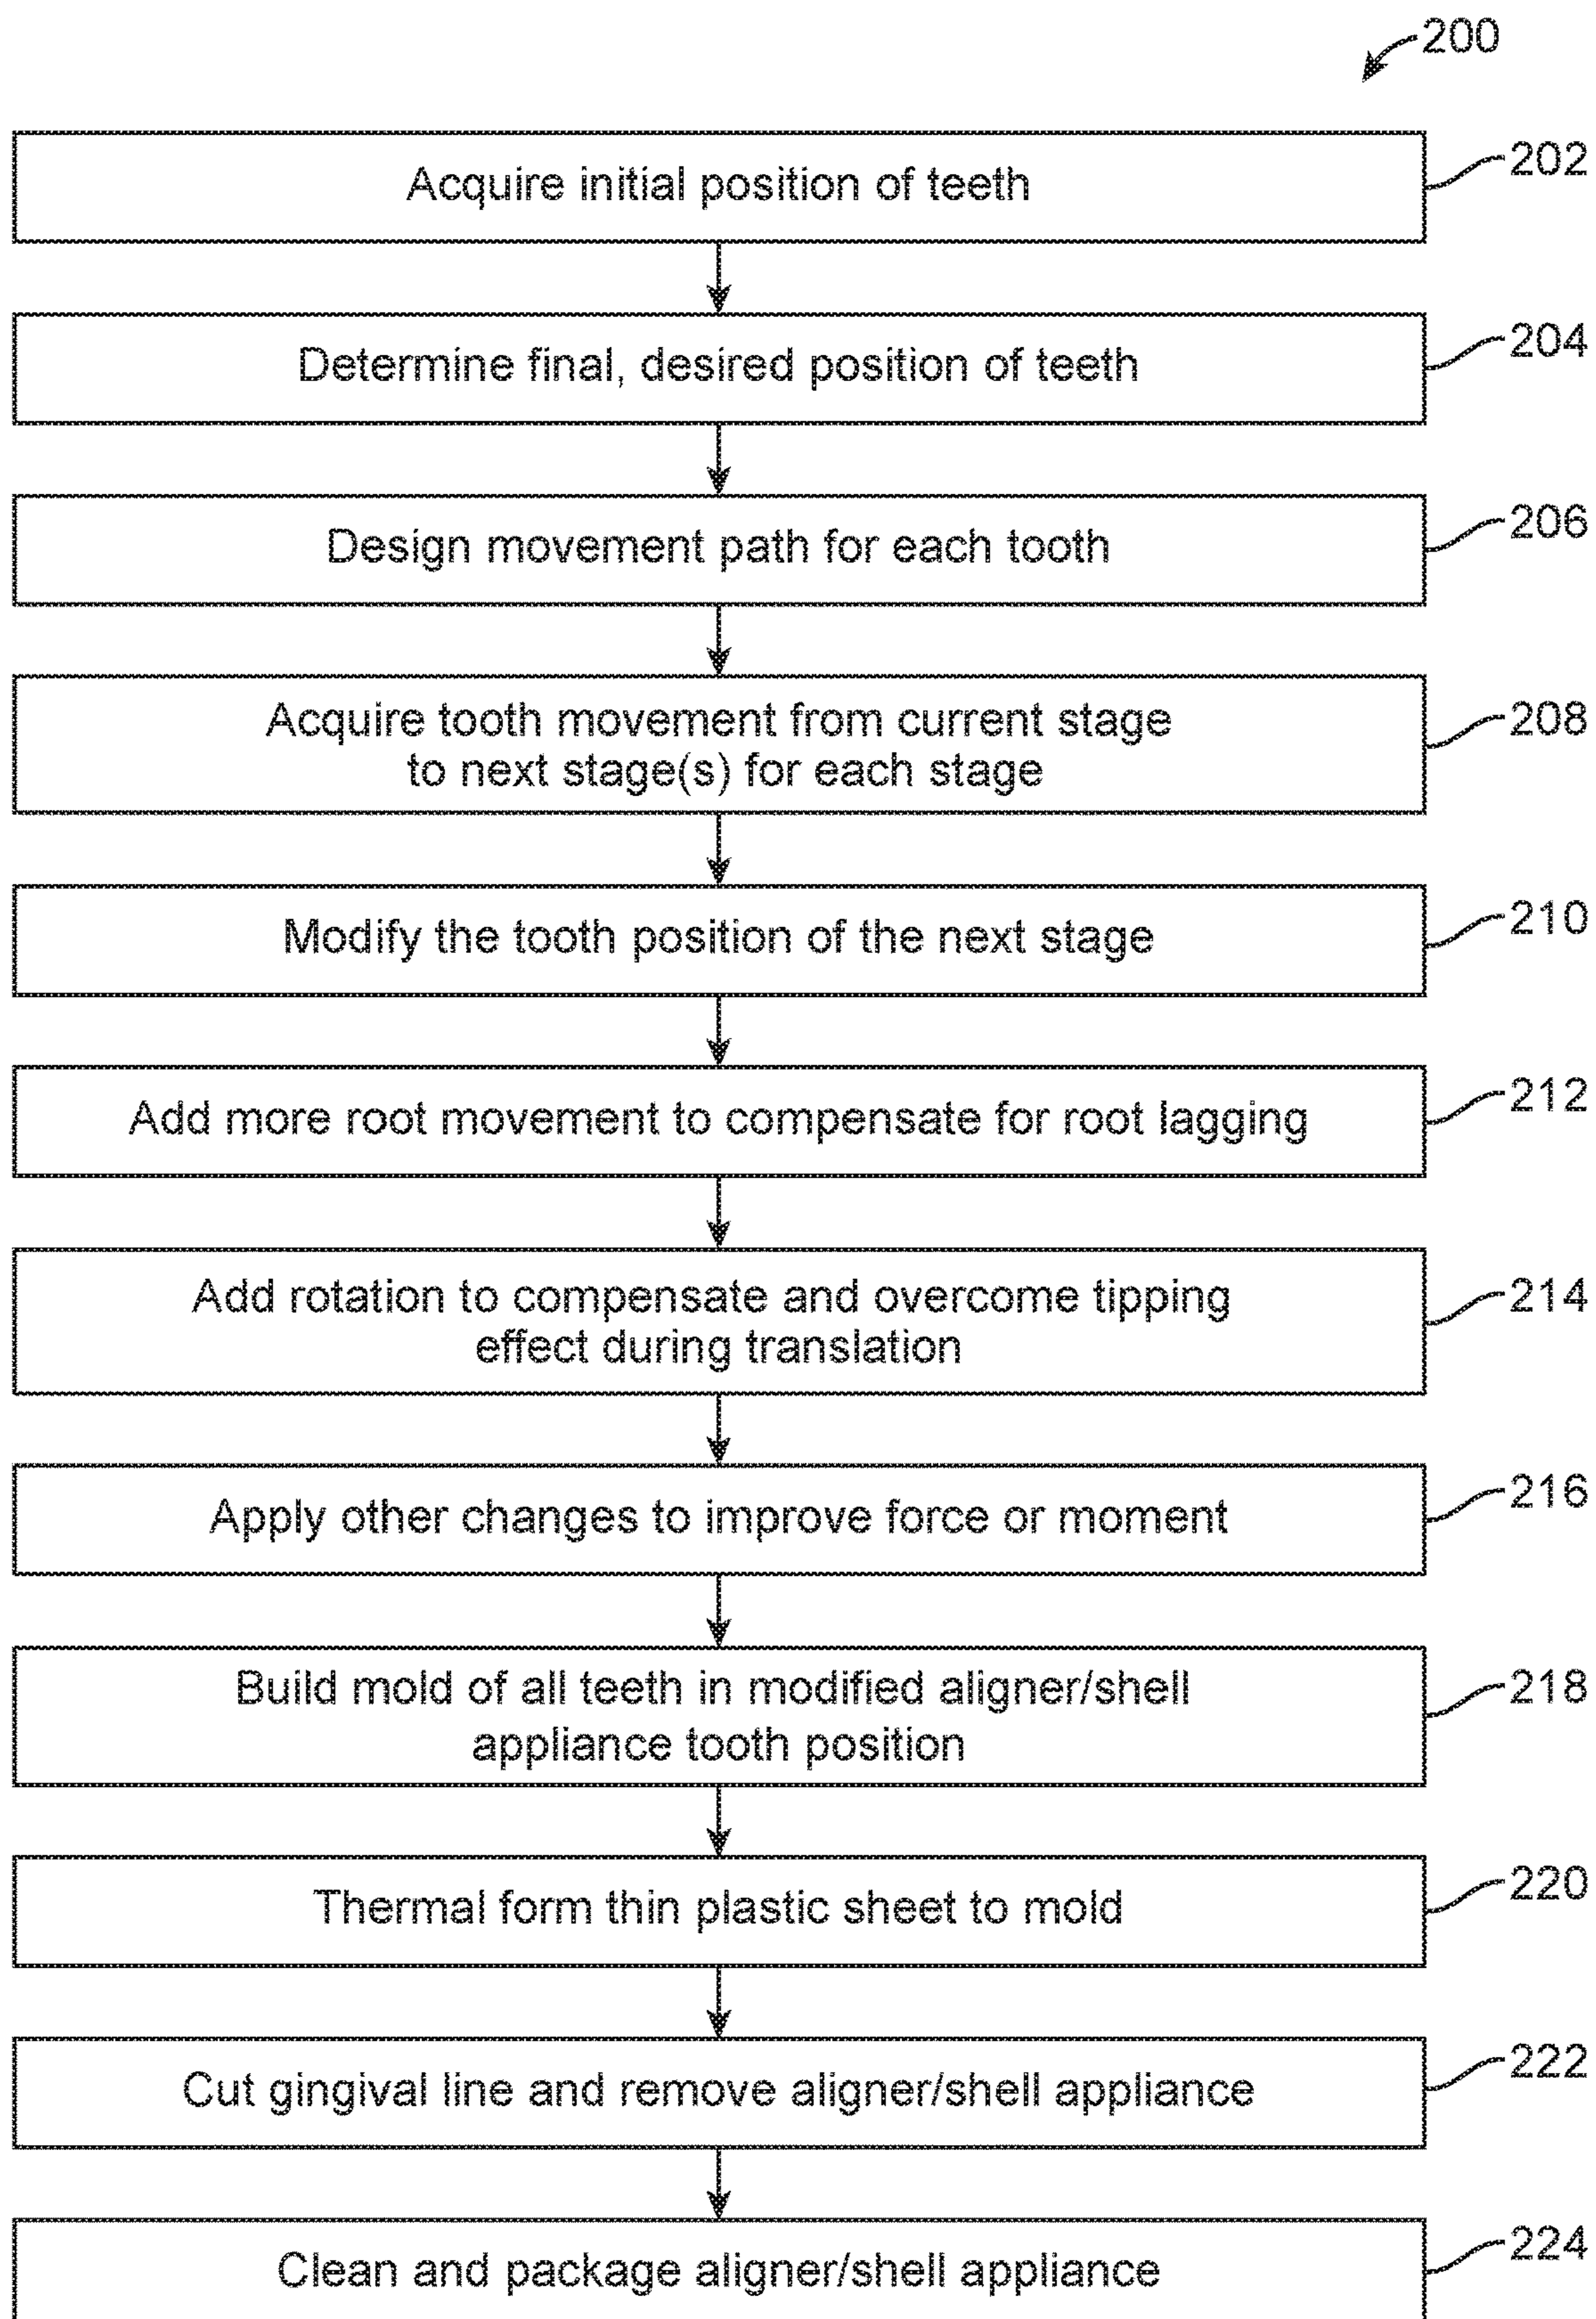 200
Acquire initial position of teeth
202
Determine final, desired position of teeth
204
Design movement path for each tooth
206
Acquire tooth movement from current stage
to next stage(s) for each stage
208
Modify the tooth position of the next stage
210
Add more root movement to compensate for root lagging
212
Add rotation to compensate and overcome tipping
effect during translation
214
Apply other changes to improve force or moment
216
Build mold of all teeth in modified aligner/shell
appliance tooth position
218
Thermal form thin plastic sheet to mold
220
Cut gingival line and remove aligner/shell appliance
222
Clean and package aligner/shell appliance
224